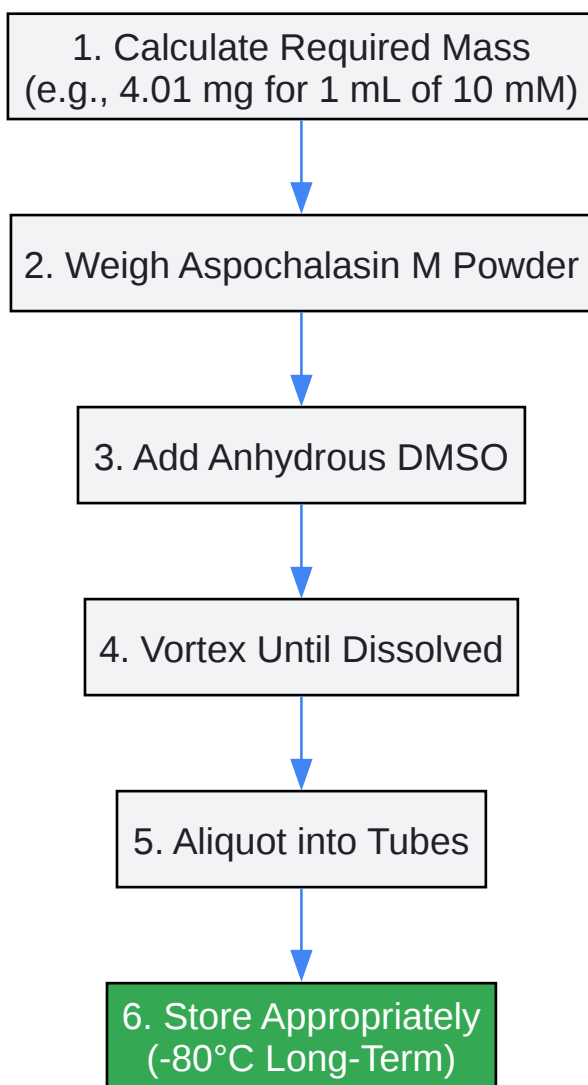 1. Calculate Required Mass
(e.g., 4.01 mg for 1 mL of 10 mM)
2. Weigh Aspochalasin M Powder
3. Add Anhydrous DMSO
4. Vortex Until Dissolved
5. Aliquot into Tubes
6. Store Appropriately
(-80°C Long-Term)